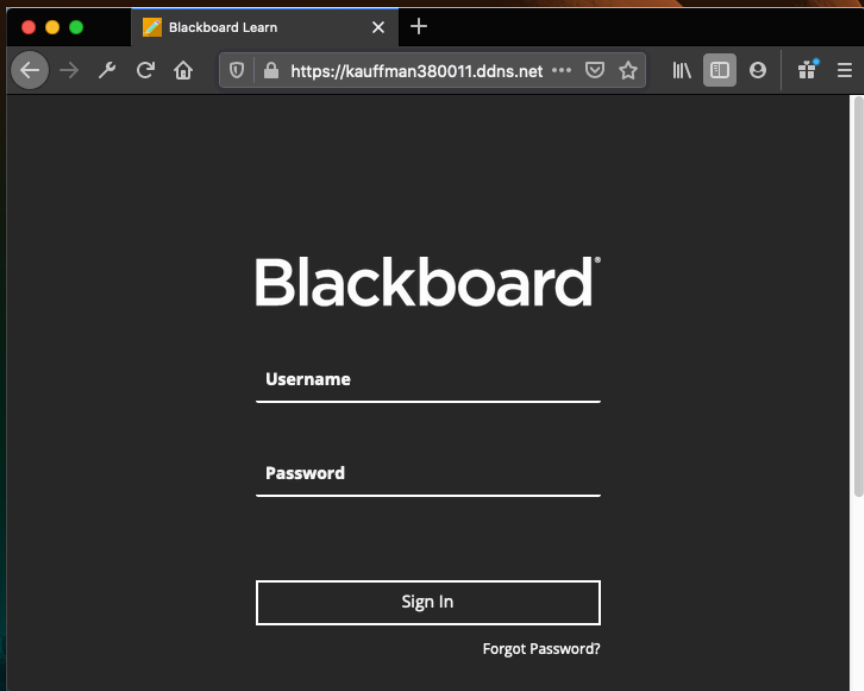 Blackboard Learn
https://kauffman380011.ddns.net
Blackboard®
Username
Password
Sign In
Forgot Password?